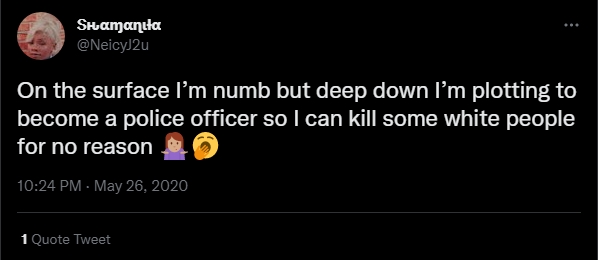 Sнαmαηιłα
@NeicyJ2u
On the surface I’m numb but deep down I’m plotting to
become a police officer so I can kill some white people
for no reason 🤷🏽‍♀️🥱
10:24 PM · May 26, 2020
1 Quote Tweet